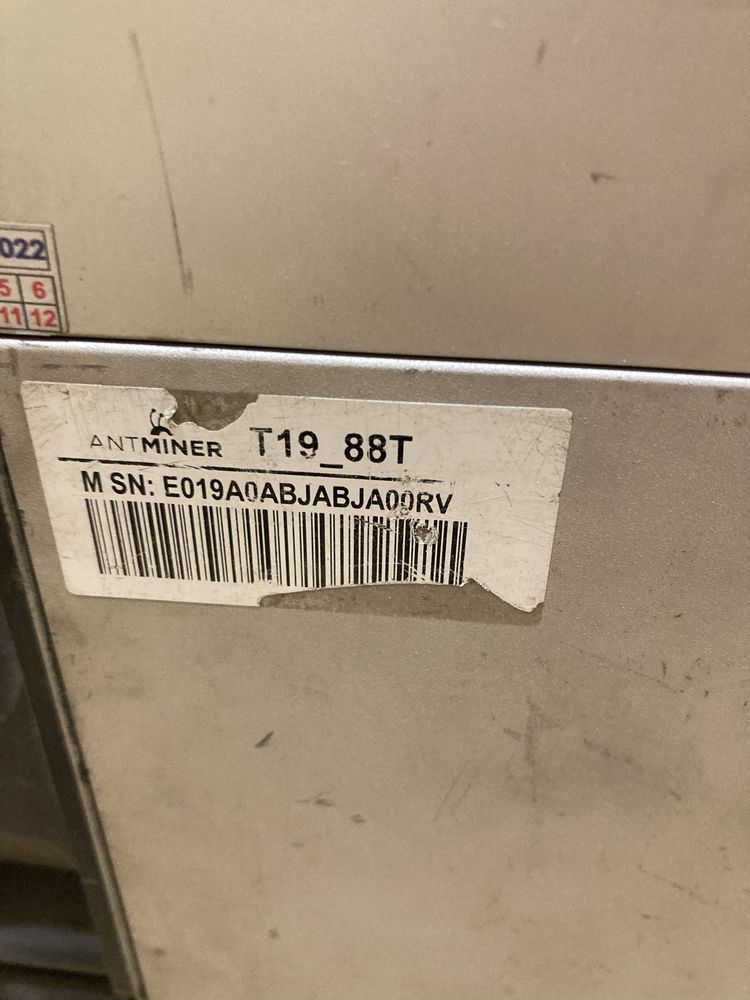 022
5 6
11 12
ANTMINER T19_88T
M SN: E019A0ABJABJA00RV